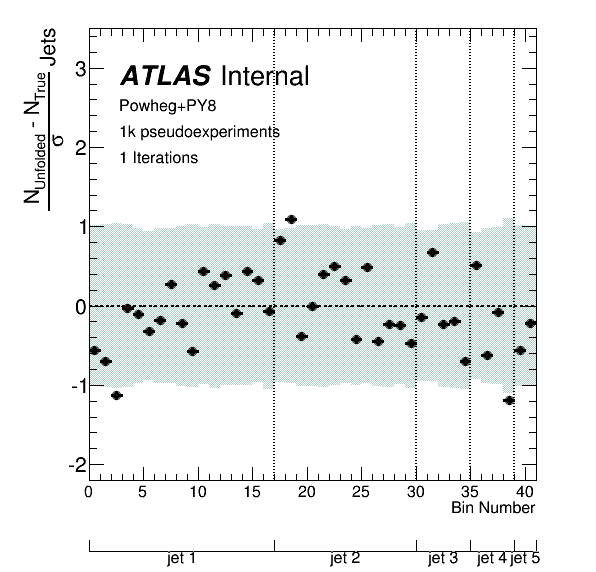 N_Unfolded - N_True
σ
Jets
ATLAS Internal
Powheg+PY8
1k pseudoexperiments
1 Iterations
3
2
1
0
-1
-2
0 5 10 15 20 25 30 35 40
Bin Number
jet 1 jet 2 jet 3 jet 4 jet 5